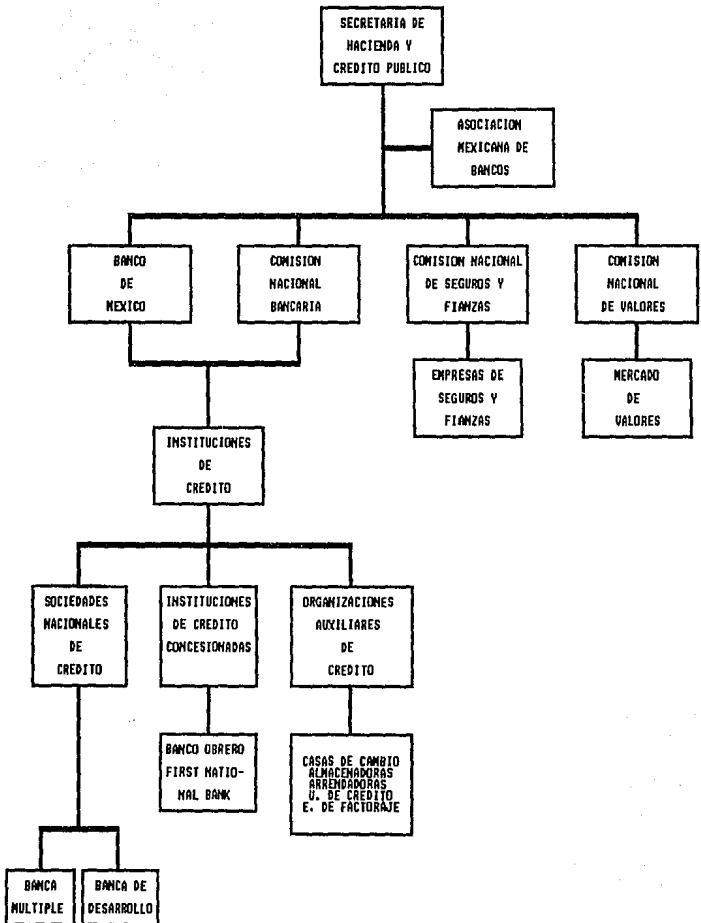 SECRETARIA DE
HACIENDA Y
CREDITO PUBLICO
ASOCIACION
MEXICANA DE
BANCOS
BANCO
DE
MEXICO
COMISION
NACIONAL
BANCARIA
COMISION NACIONAL
DE SEGUROS Y
FIANZAS
COMISION
NACIONAL
DE VALORES
EMPRESAS DE
SEGUROS Y
FIANZAS
MERCADO
DE
VALORES
INSTITUCIONES
DE
CREDITO
SOCIEDADES
NACIONALES
DE
CREDITO
INSTITUCIONES
DE CREDITO
CONCESIONADAS
ORGANIZACIONES
AUXILIARES
DE
CREDITO
BANCO OBRERO
FIRST NATIO-
NAL BANK
CASAS DE CAMBIO
ALMACENADORAS
ARRENDADORAS
U. DE CREDITO
E. DE FACTORAJE
BANCA
MULTIPLE
BANCA DE
DESARROLLO